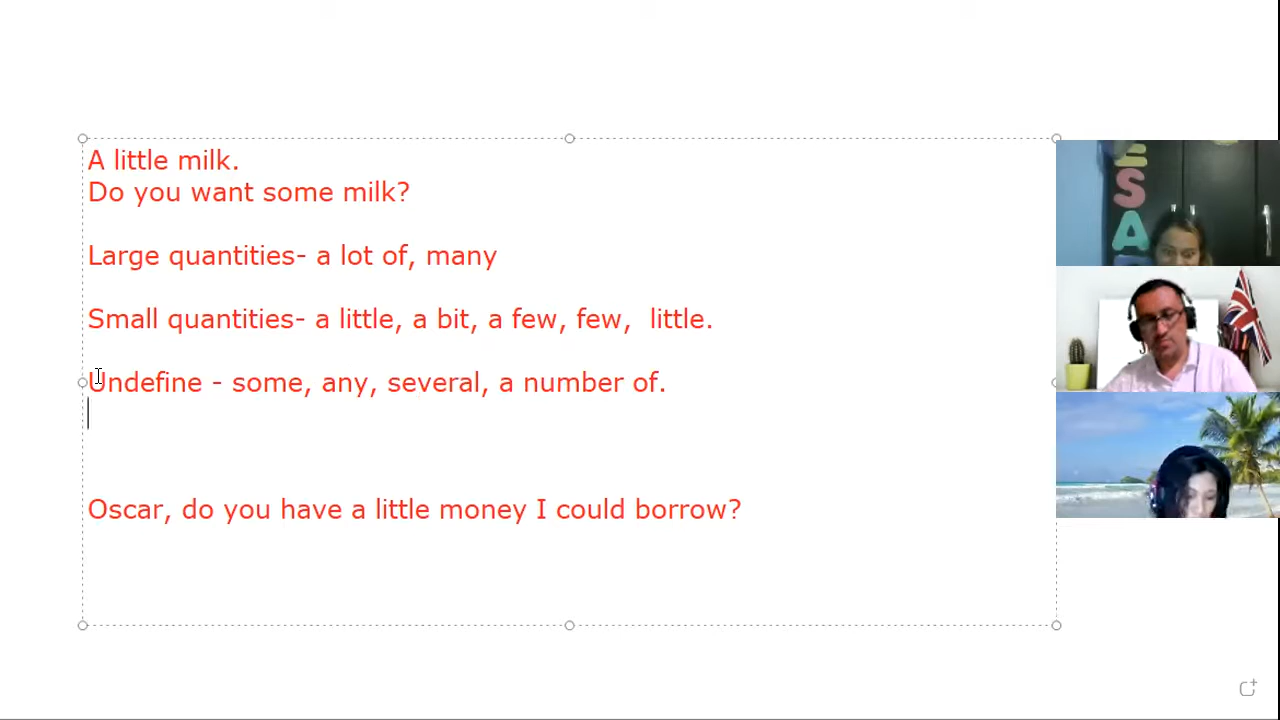 A little milk.
Do you want some milk?
Large quantities- a lot of, many
Small quantities- a little, a bit, a few, few,  little.
Undefine - some, any, several, a number of.
Oscar, do you have a little money I could borrow?
E
S
A